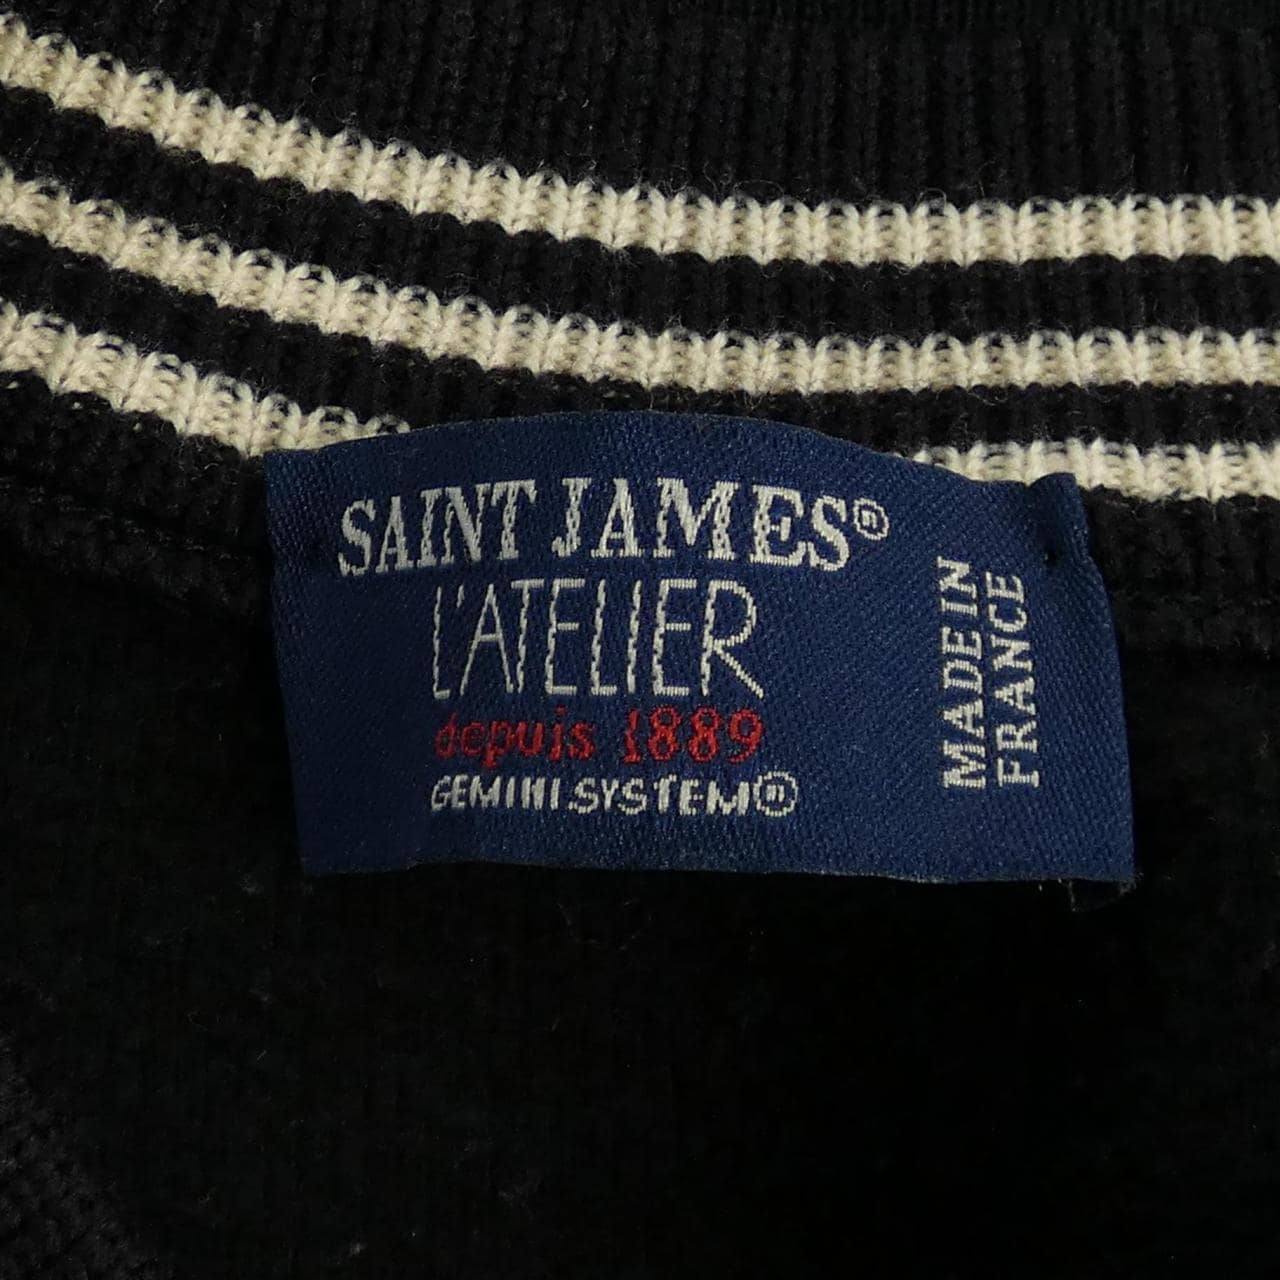 SAINT JAMES®
L'ATELIER
depuis 1889
GEMINI.SYSTEM®
MADE IN
FRANCE